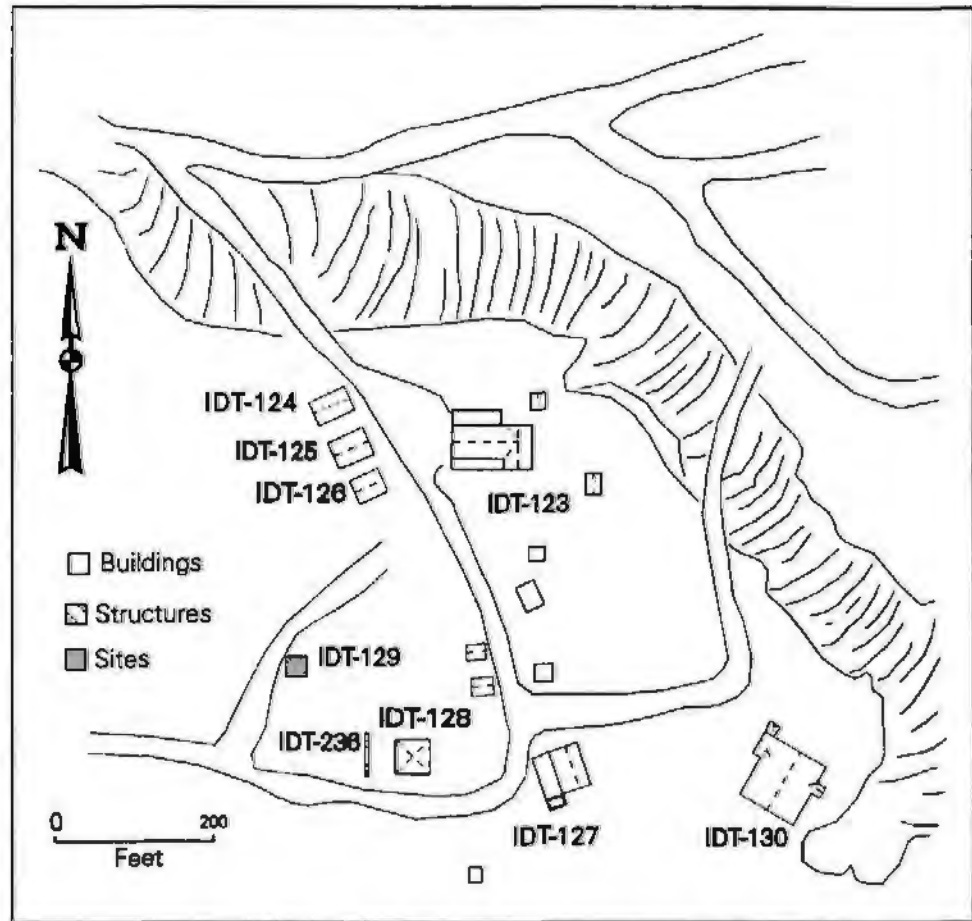 N
IDT-124
IDT-125
IDT-126
IDT-123
Buildings
Structures
Sites
IDT-129
IDT-128
IDT-236
0 200
Feet
IDT-127
IDT-130